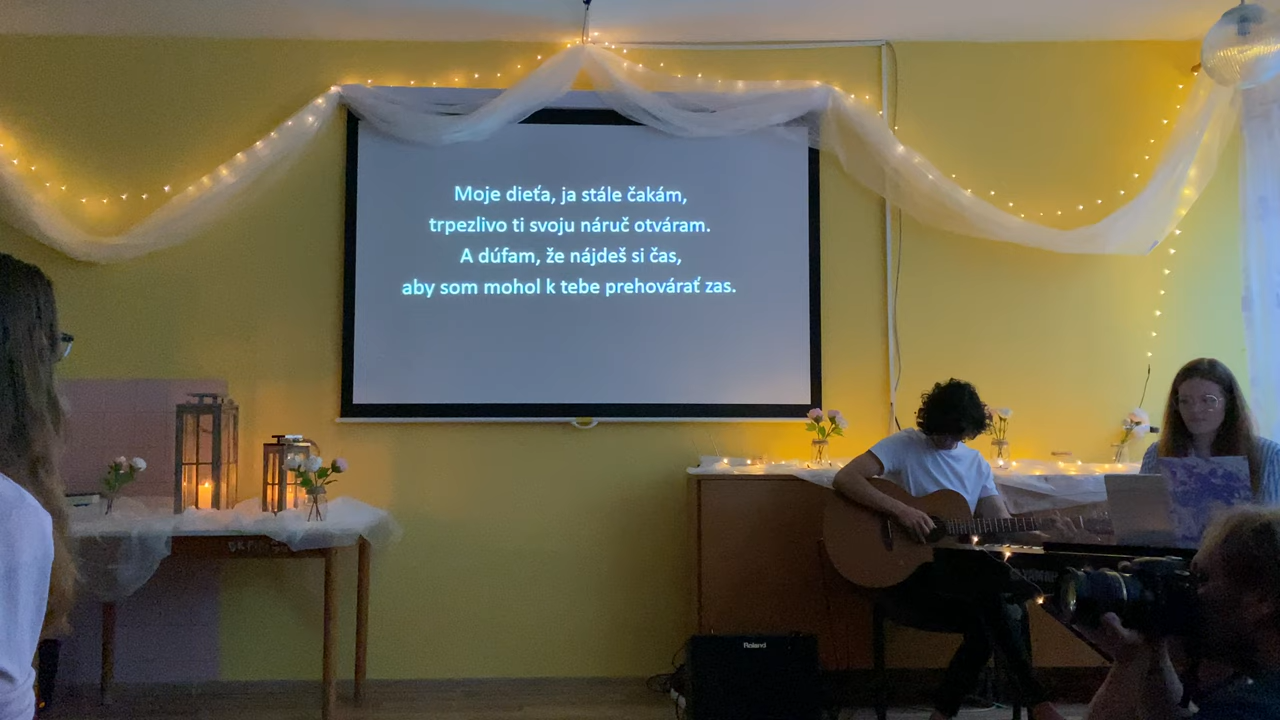 Moje dieťa, ja stále čakám,
trpezlivo ti svoju náruč otváram.
A dúfam, že nájdeš si čas,
aby som mohol k tebe prehovárať zas.
Roland